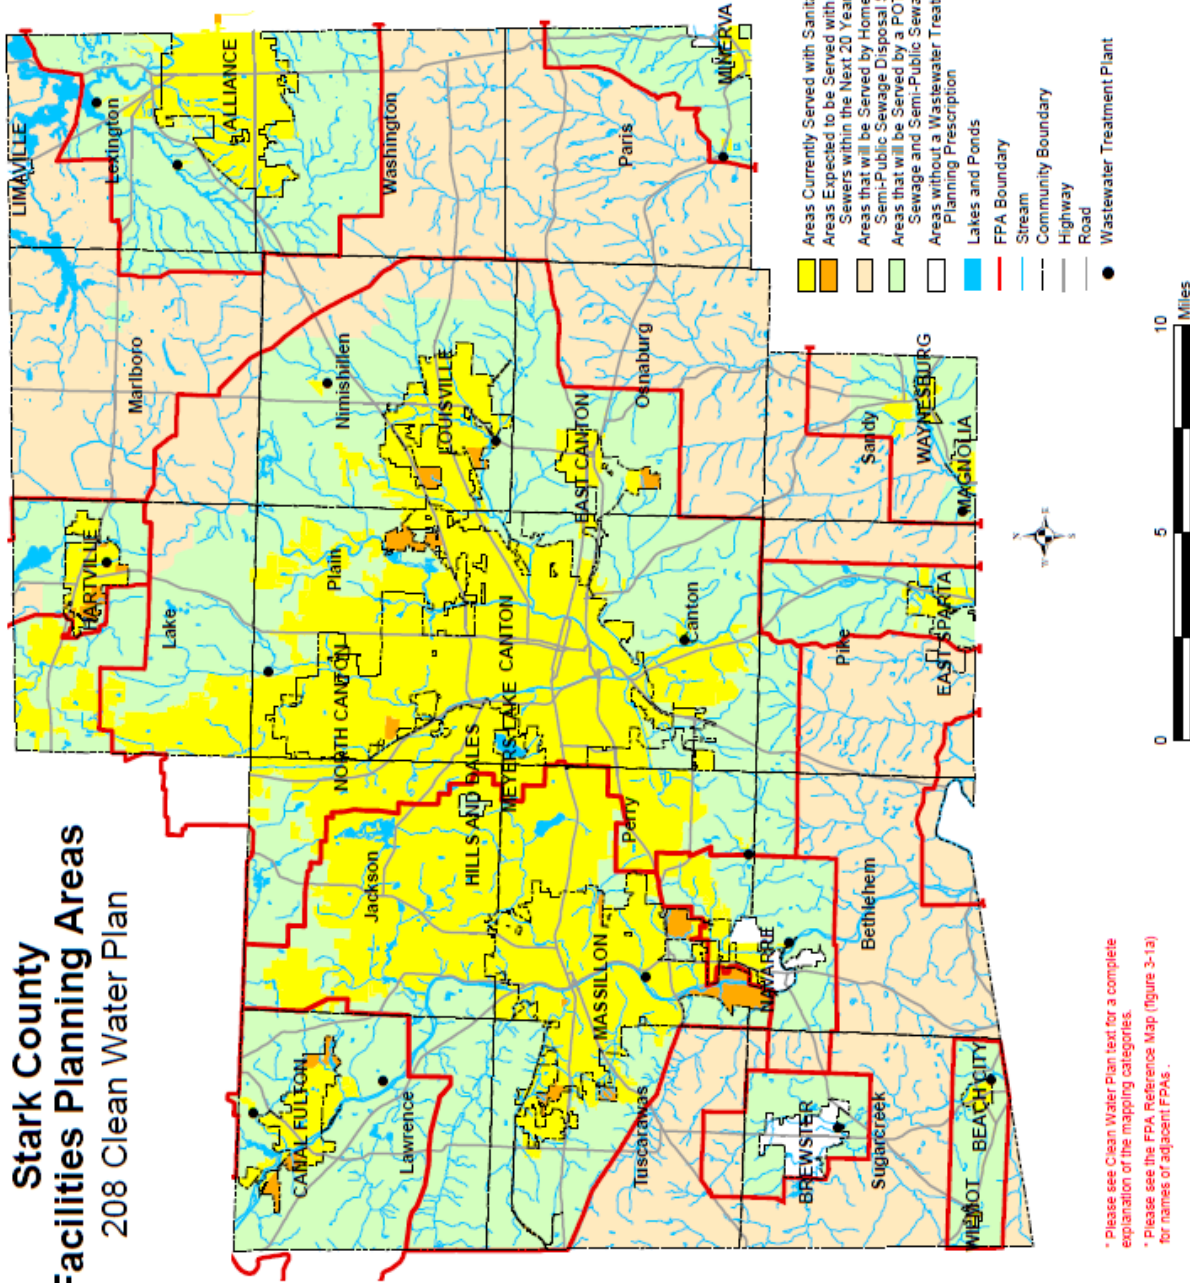 Stark County
Facilities Planning Areas
208 Clean Water Plan
LIMAVILLE
Lexington
ALLIANCE
Washington
Marlboro
Paris
MINERVA
HARTVILLE
Lake
Nimishillen
LOUISVILLE
Osnaburg
EAST CANTON
Plain
NORTH CANTON
CANTON
MEYERS LAKE
HILLS AND DALES
Canton
Sandy
WAYNESBURG
MAGNOLIA
Pike
EAST SPARTA
Jackson
Perry
MASSILLON
NAVARRE
Bethlehem
CANAL FULTON
Lawrence
Tuscarawas
BREWSTER
Sugarcreek
BEACH CITY
WILMOT
Areas Currently Served with
Areas Expected to be Served with
Sewers within the Next 20
Areas that will be Served by Home
Semi-Public Sewage Disposal
Areas that will be Served by a
Sewage and Semi-Public
Areas without a Wastewater
Planning Prescription
Lakes and Ponds
FPA Boundary
Stream
Community Boundary
Highway
Road
Wastewater Treatment Plant
N
E
S
W
0
5
10
Miles
* Please see Clean Water Plan text for a complete
explanation of the mapping categories.
* Please see the FPA Reference Map (figure 3-1a)
for names of adjacent FPAs.